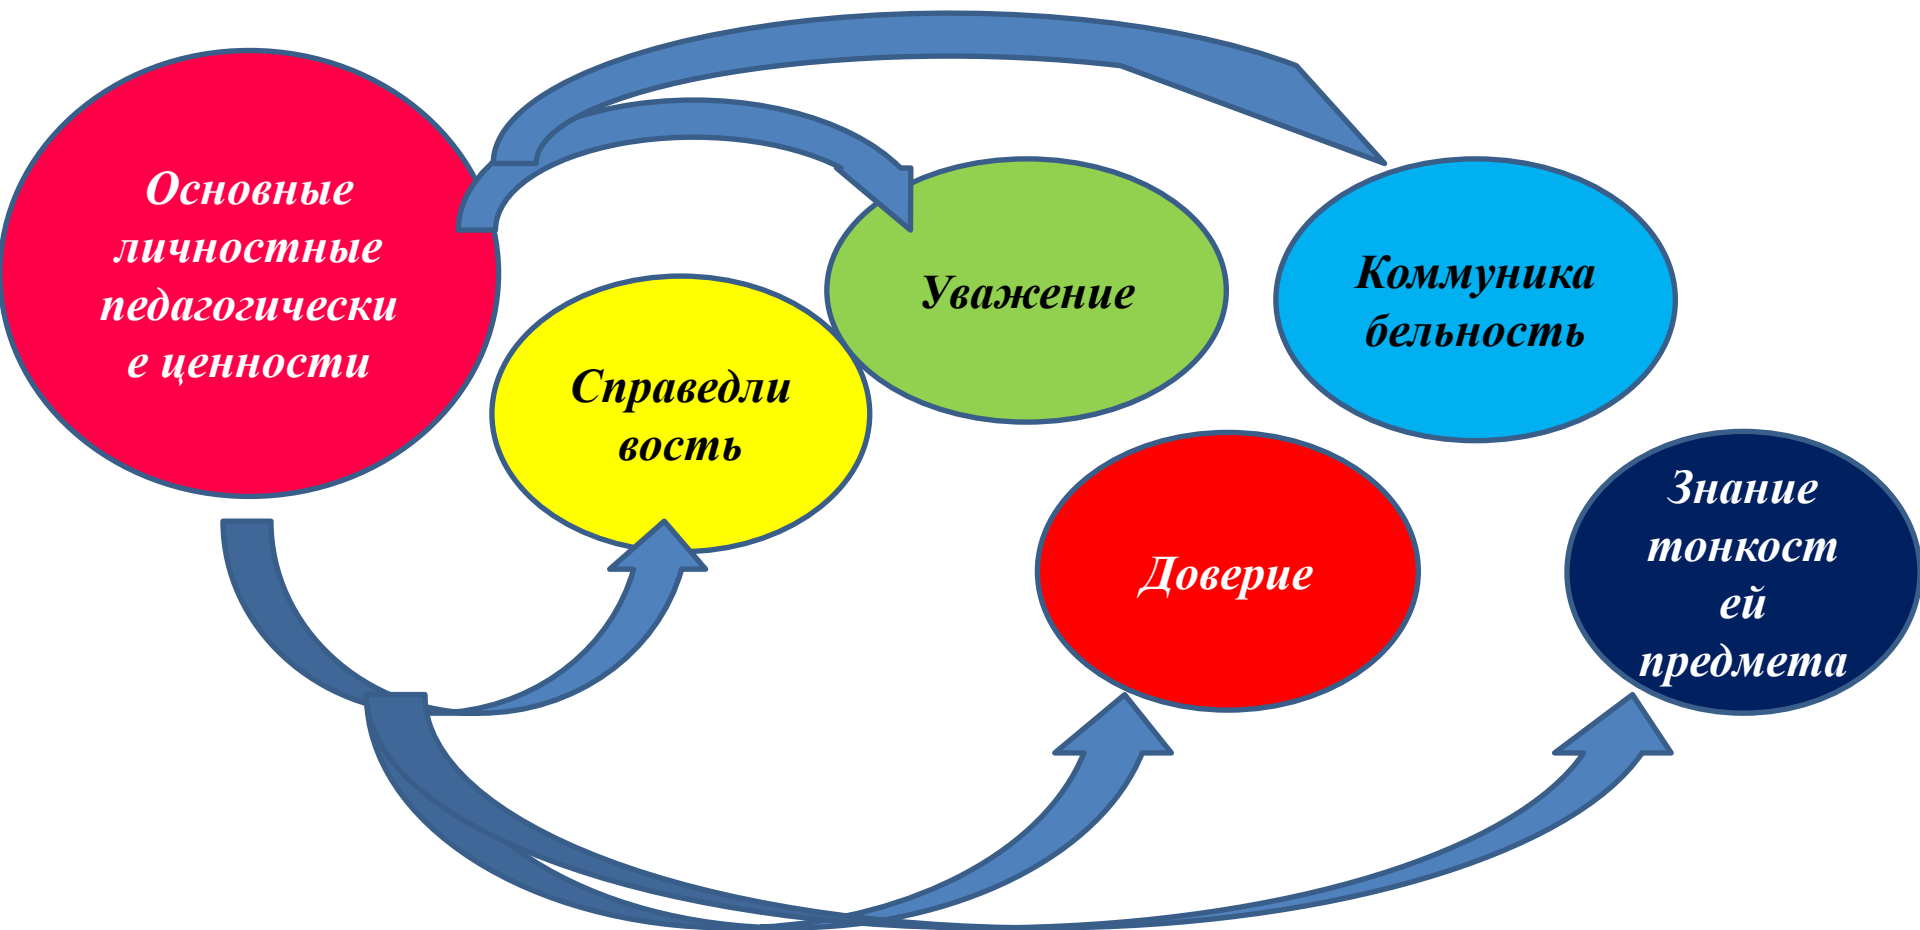 Основные
личностные
педагогически
е ценности
Справедли
вость
Уважение
Коммуника
бельность
Доверие
Знание
тонкост
ей
предмета